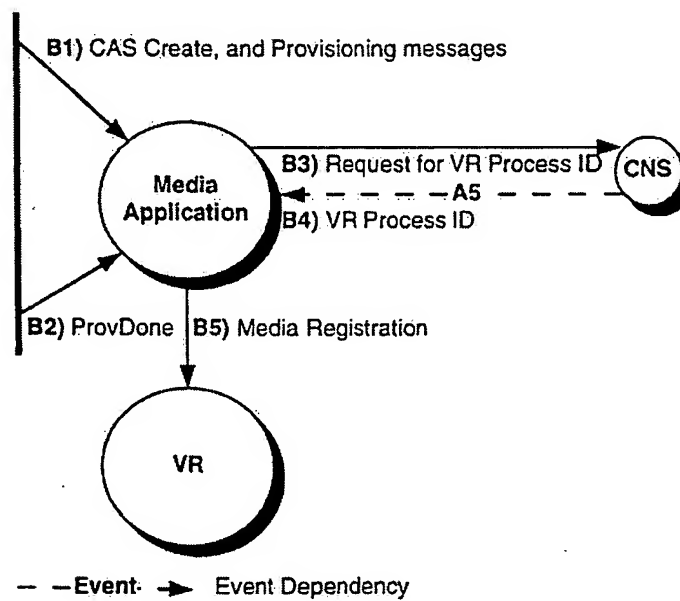 B1) CAS Create, and Provisioning messages
Media
Application
B3) Request for VR Process ID
CNS
A5
B4) VR Process ID
B2) ProvDone
B5) Media Registration
VR
Event
Event Dependency